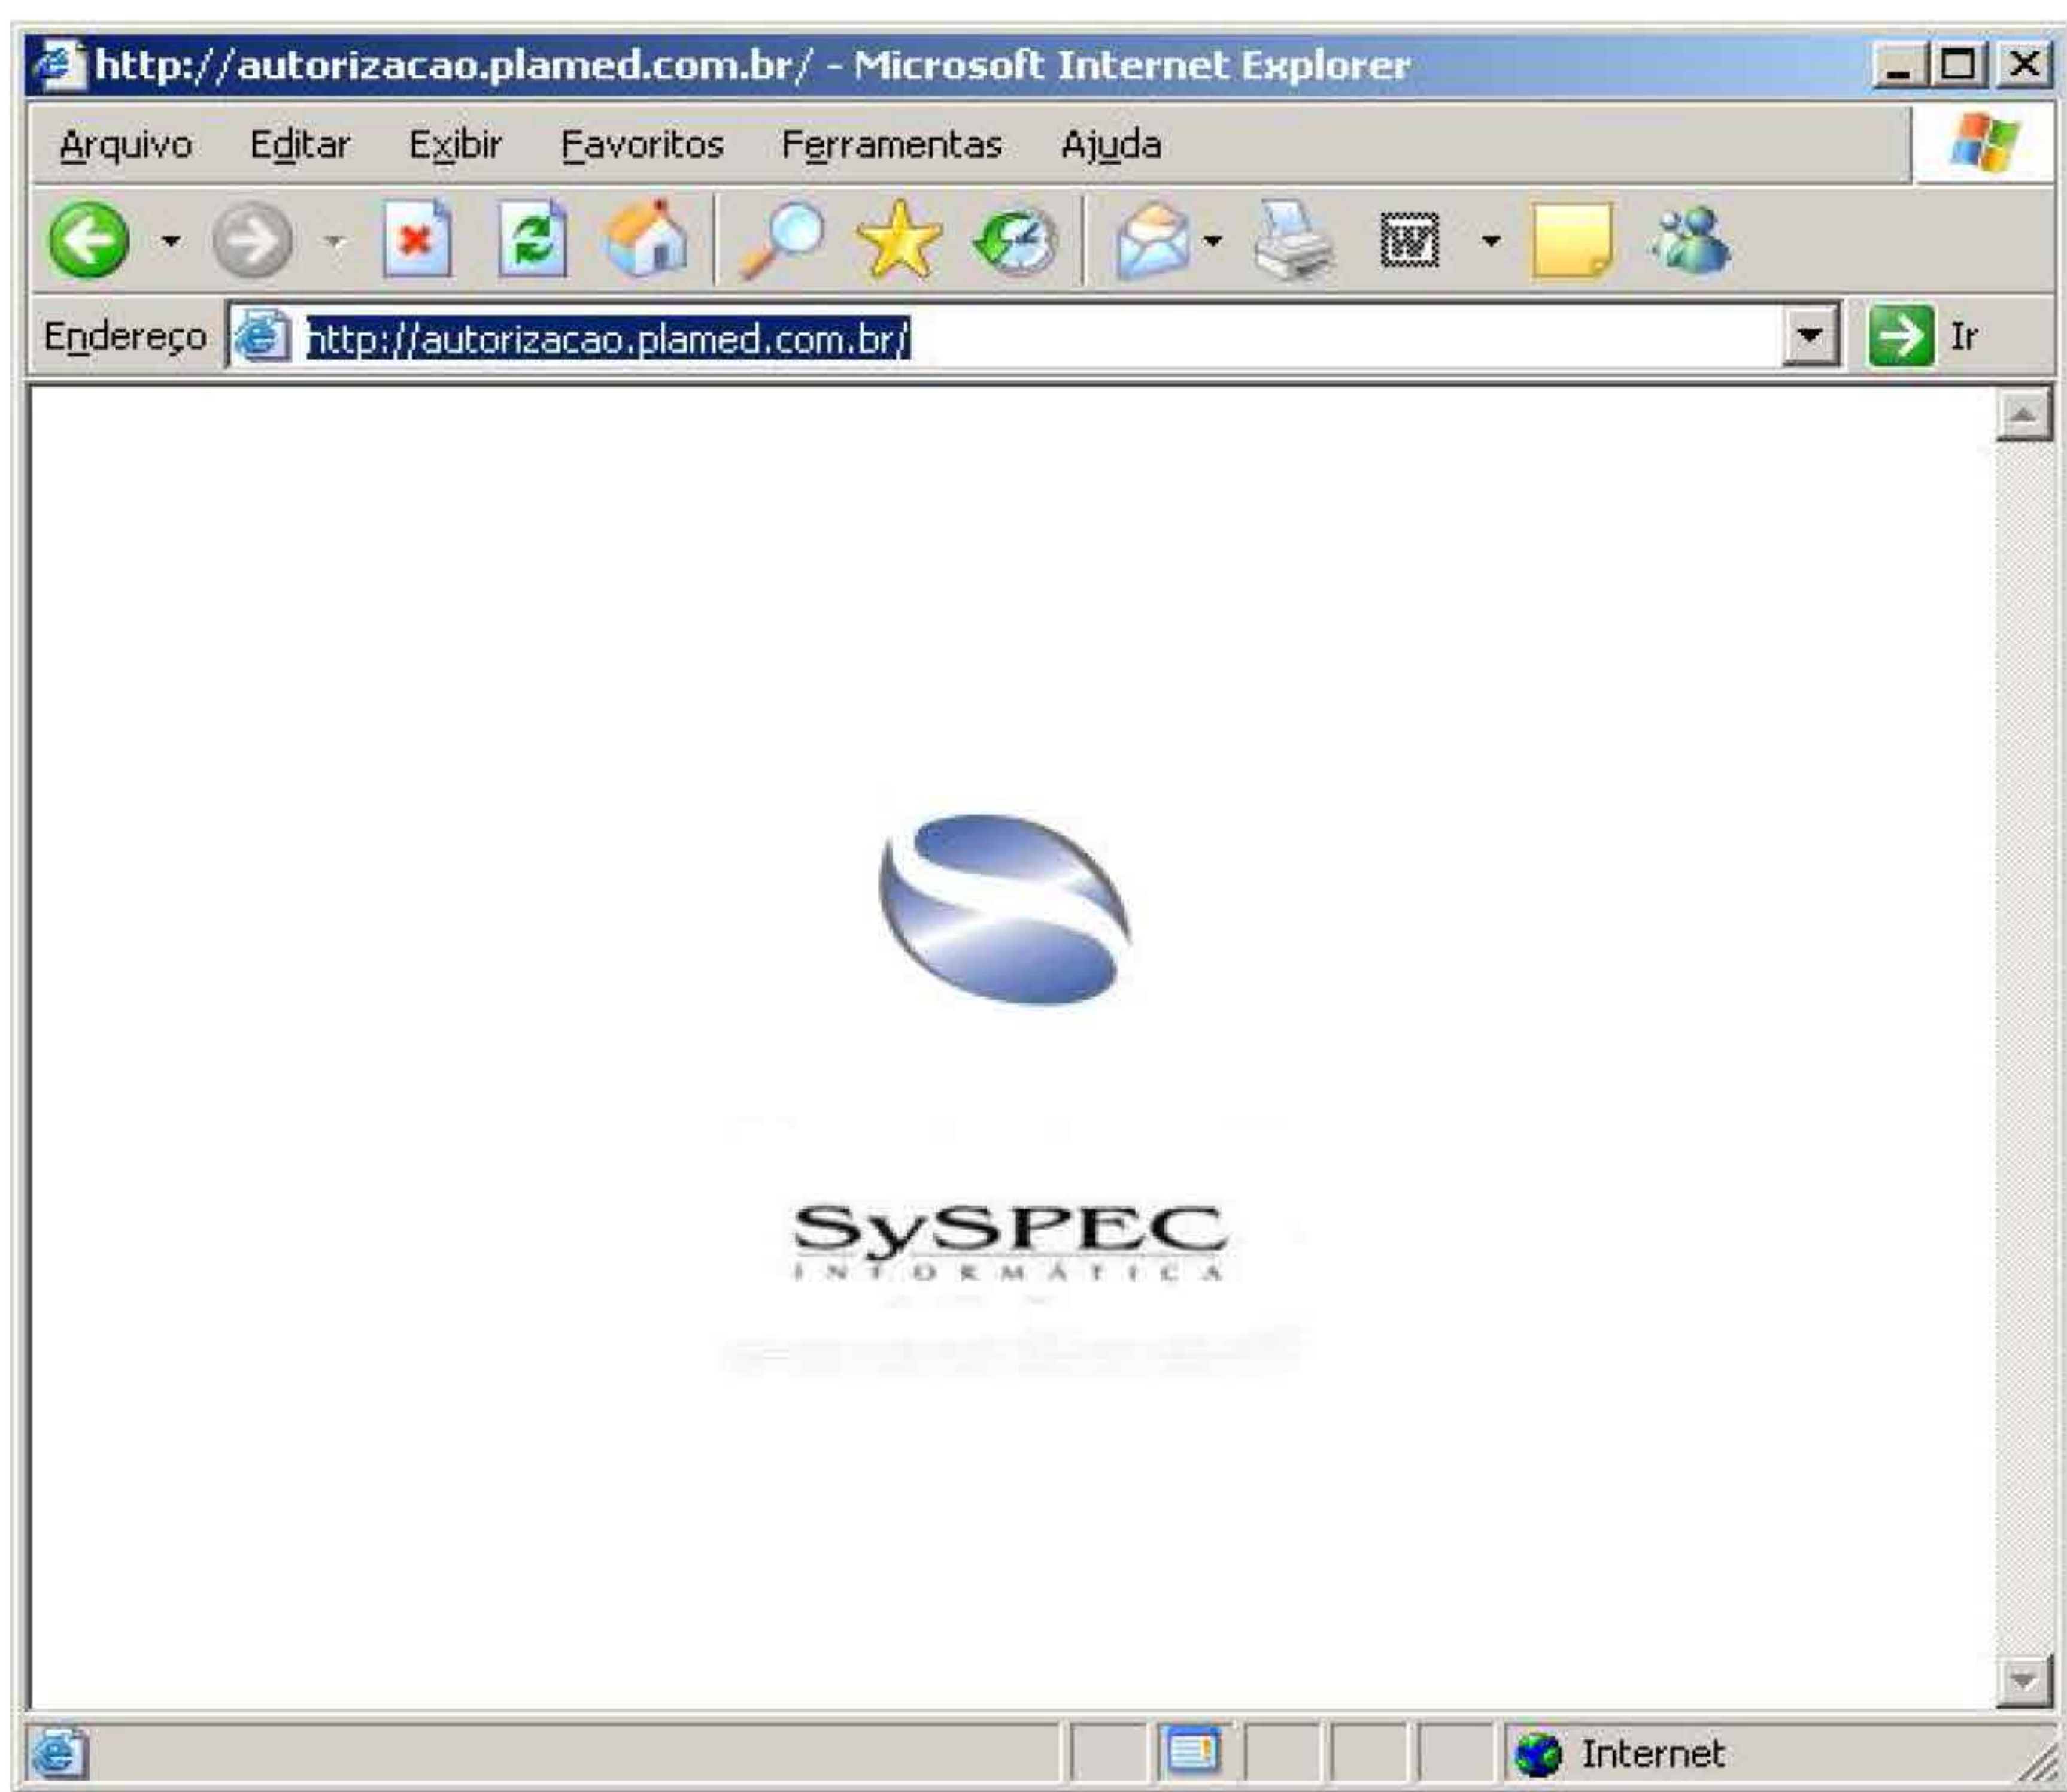 http://autorizacao.plamed.com.br/ - Microsoft Internet Explorer
Arquivo Editar Exibir Favoritos Ferramentas Ajuda
W
Endereço http://autorizacao.plamed.com.br/ Ir
SySPEC
INFORMÁTICA
Internet